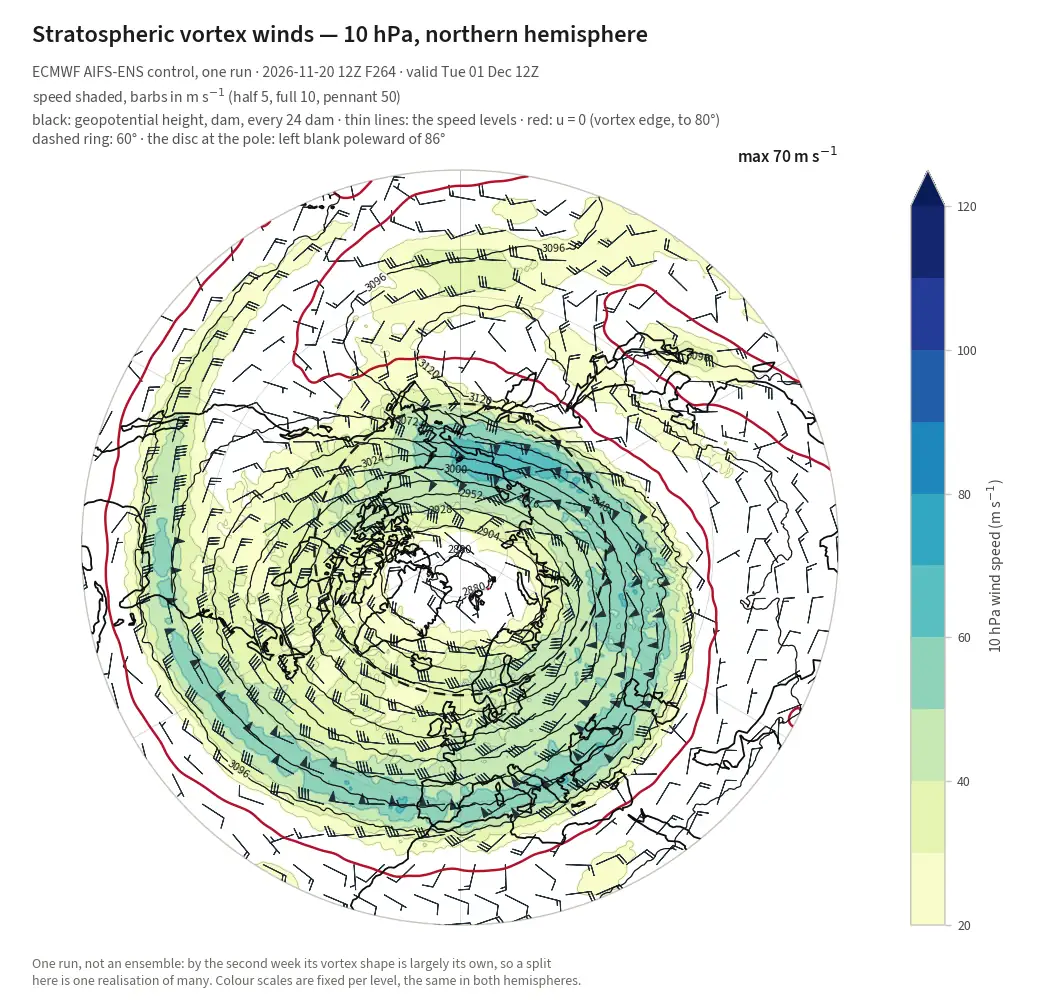 Stratospheric vortex winds — 10 hPa, northern hemisphere
ECMWF AIFS-ENS control, one run · 2026-11-20 12Z F264 · valid Tue 01 Dec 12Z
speed shaded, barbs in m s⁻¹ (half 5, full 10, pennant 50)
black: geopotential height, dam, every 24 dam · thin lines: the speed levels · red: u = 0 (vortex edge, to 80°)
dashed ring: 60° · the disc at the pole: left blank poleward of 86°
max 70 m s⁻¹
120
100
80
60
40
20
10 hPa wind speed (m s⁻¹)
3096
3096
3120
3120
3024
3000
2952
2928
2904
2880
2880
3096
One run, not an ensemble: by the second week its vortex shape is largely its own, so a split
here is one realisation of many. Colour scales are fixed per level, the same in both hemispheres.